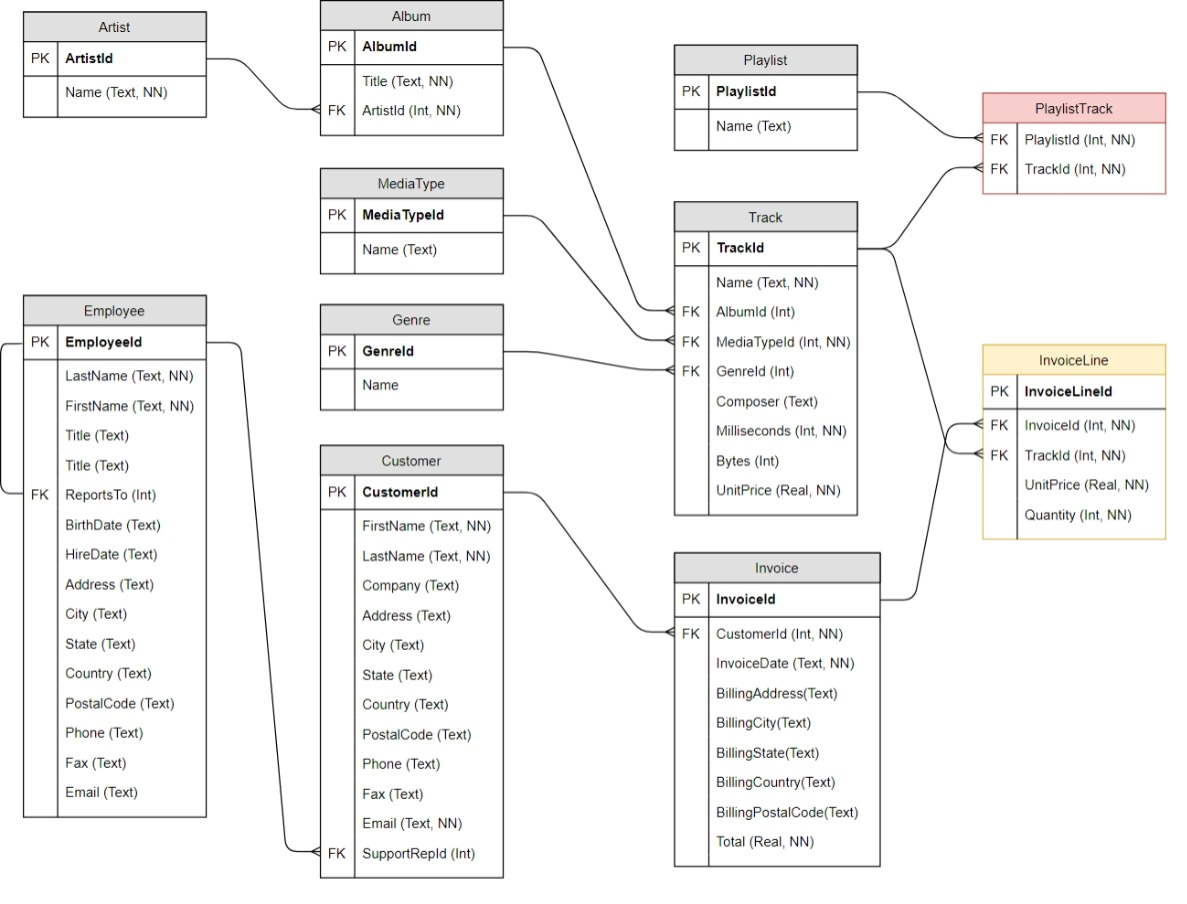 Artist
PK ArtistId
Name (Text, NN)
Album
PK AlbumId
Title (Text, NN)
FK ArtistId (Int, NN)
Playlist
PK PlaylistId
Name (Text)
PlaylistTrack
FK PlaylistId (Int, NN)
FK TrackId (Int, NN)
MediaType
PK MediaTypeId
Name (Text)
Track
PK TrackId
Name (Text, NN)
FK AlbumId (Int)
FK MediaTypeId (Int, NN)
FK GenreId (Int)
Composer (Text)
Milliseconds (Int, NN)
Bytes (Int)
UnitPrice (Real, NN)
Employee
PK EmployeeId
LastName (Text, NN)
FirstName (Text, NN)
Title (Text)
Title (Text)
FK ReportsTo (Int)
BirthDate (Text)
HireDate (Text)
Address (Text)
City (Text)
State (Text)
Country (Text)
PostalCode (Text)
Phone (Text)
Fax (Text)
Email (Text)
Genre
PK GenreId
Name
InvoiceLine
PK InvoiceLineId
FK InvoiceId (Int, NN)
FK TrackId (Int, NN)
UnitPrice (Real, NN)
Quantity (Int, NN)
Customer
PK CustomerId
FirstName (Text, NN)
LastName (Text, NN)
Company (Text)
Address (Text)
City (Text)
State (Text)
Country (Text)
PostalCode (Text)
Phone (Text)
Fax (Text)
Email (Text, NN)
FK SupportRepId (Int)
Invoice
PK InvoiceId
FK CustomerId (Int, NN)
InvoiceDate (Text, NN)
BillingAddress(Text)
BillingCity(Text)
BillingState(Text)
BillingCountry(Text)
BillingPostalCode(Text)
Total (Real, NN)